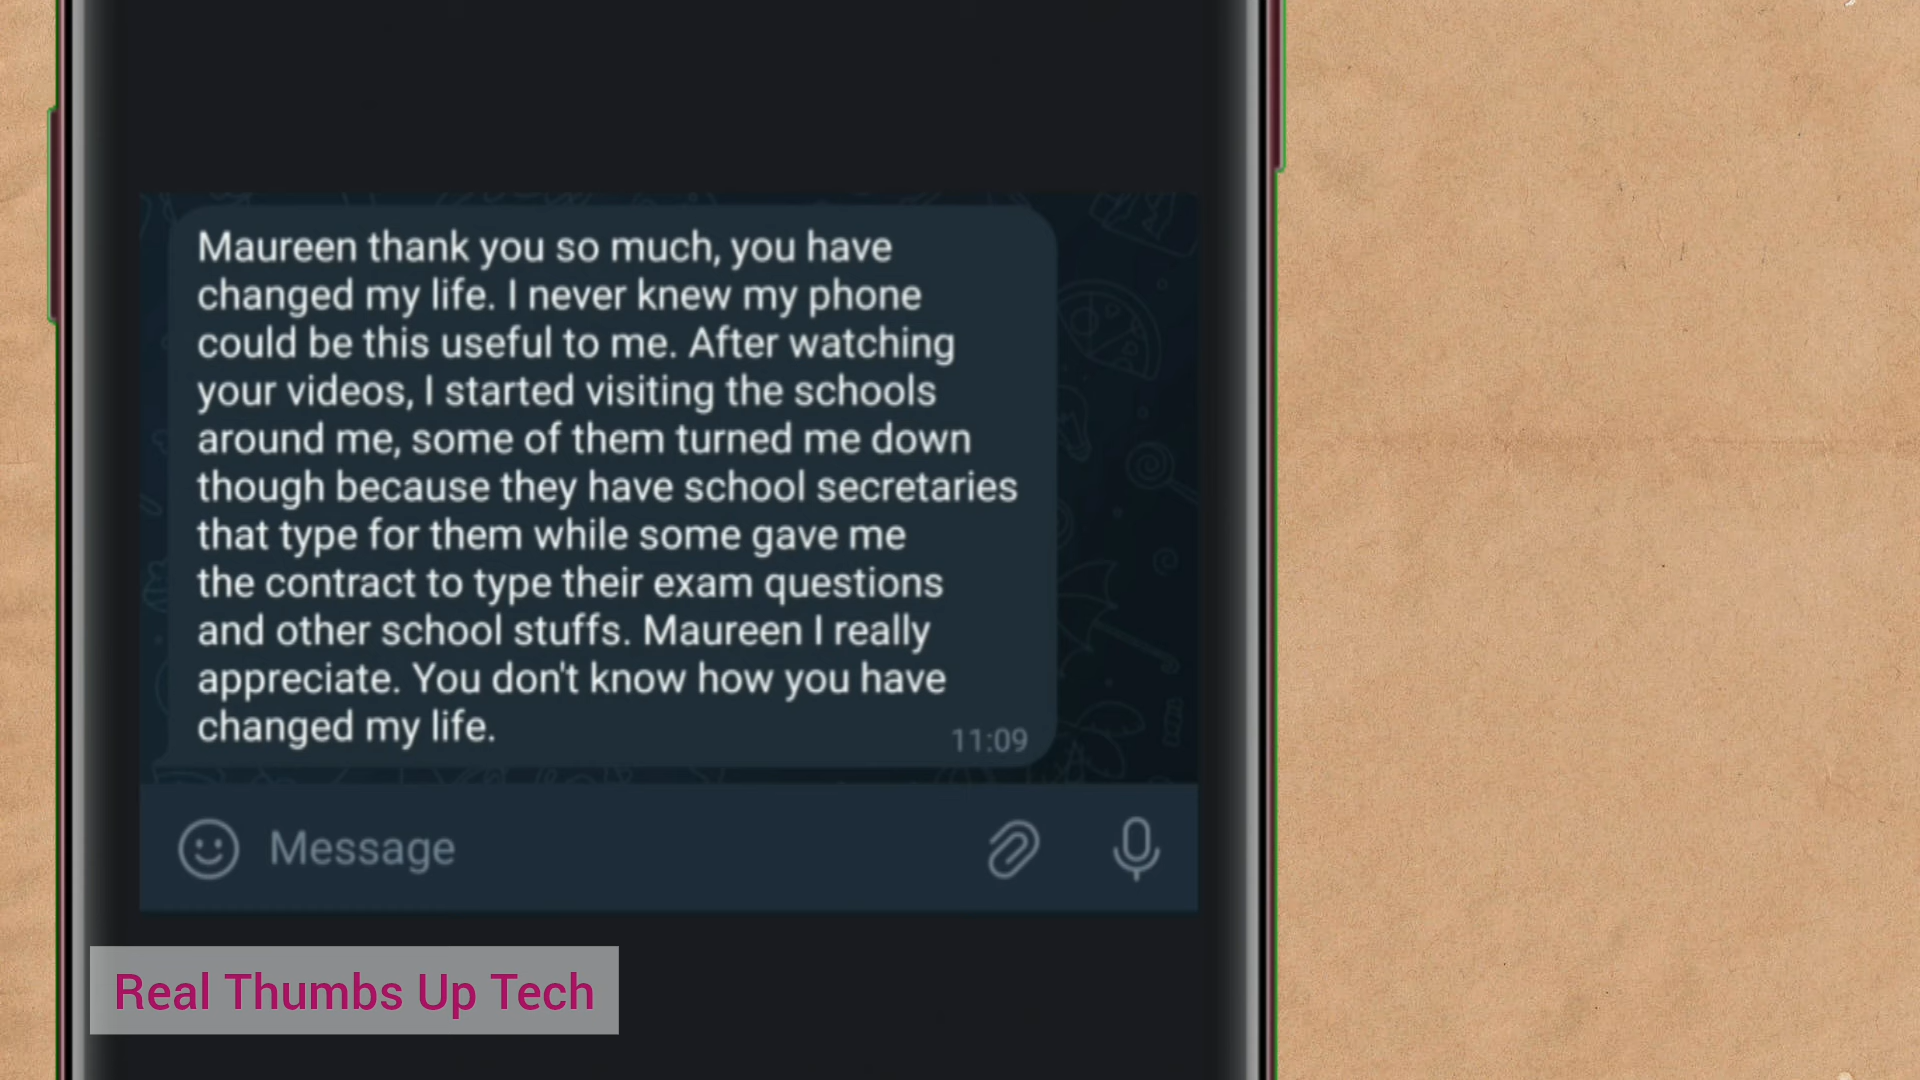 Maureen thank you so much, you have
changed my life. I never knew my phone
could be this useful to me. After watching
your videos, I started visiting the schools
around me, some of them turned me down
though because they have school secretaries
that type for them while some gave me
the contract to type their exam questions
and other school stuffs. Maureen I really
appreciate. You don't know how you have
changed my life.
11:09
Message
Real Thumbs Up Tech